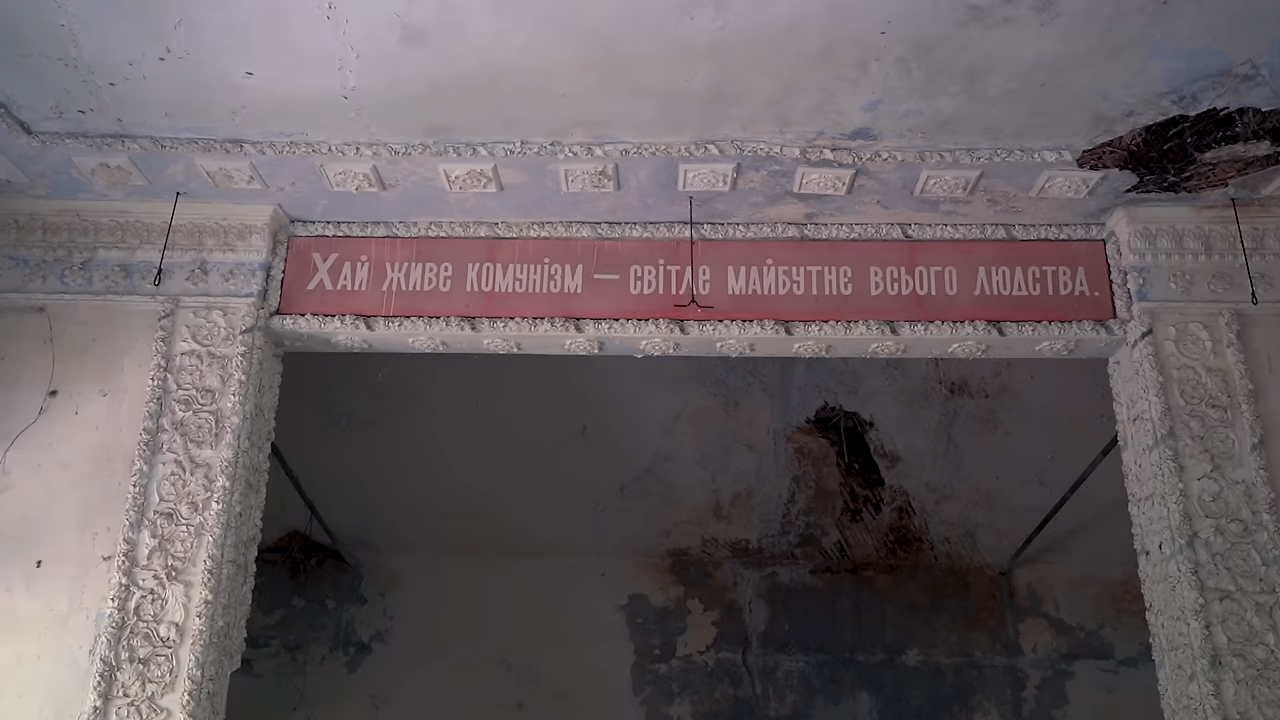 Хай живе комунізм — світле майбутнє всього людства.